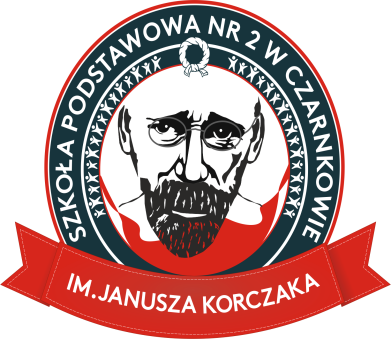 SZKOŁA PODSTAWOWA NR 2 W CZARNKOWIE
IM.JANUSZA KORCZAKA